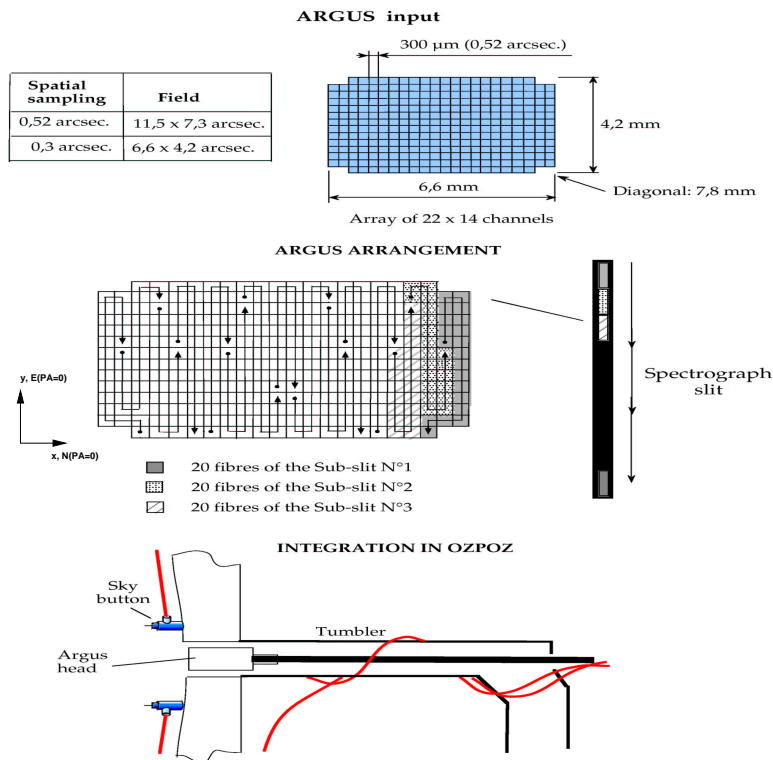 ARGUS input
300 µm (0,52 arcsec.)
Spatial sampling Field
0,52 arcsec. 11,5 x 7,3 arcsec.
0,3 arcsec. 6,6 x 4,2 arcsec.
4,2 mm
6,6 mm
Diagonal: 7,8 mm
Array of 22 x 14 channels
ARGUS ARRANGEMENT
y, E(PA=0)
x, N(PA=0)
Spectrograph
slit
20 fibres of the Sub-slit N°1
20 fibres of the Sub-slit N°2
20 fibres of the Sub-slit N°3
INTEGRATION IN OZPOZ
Sky
button
Tumbler
Argus
head